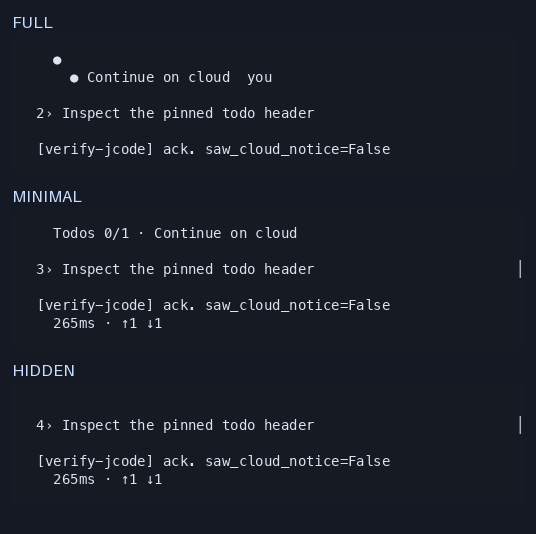 FULL
●
● Continue on cloud  you
2› Inspect the pinned todo header
[verify-jcode] ack. saw_cloud_notice=False
MINIMAL
Todos 0/1 · Continue on cloud
3› Inspect the pinned todo header
[verify-jcode] ack. saw_cloud_notice=False
265ms · ↑1 ↓1
HIDDEN
4› Inspect the pinned todo header
[verify-jcode] ack. saw_cloud_notice=False
265ms · ↑1 ↓1